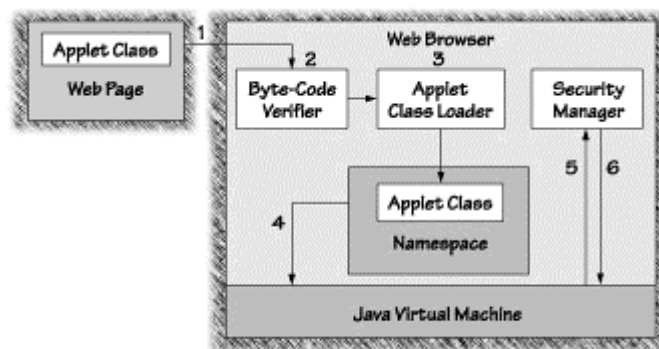 1
Applet Class
Web Page
Web Browser
2
3
Byte-Code
Verifier
Applet
Class Loader
Security
Manager
4
Applet Class
Namespace
5
6
Java Virtual Machine